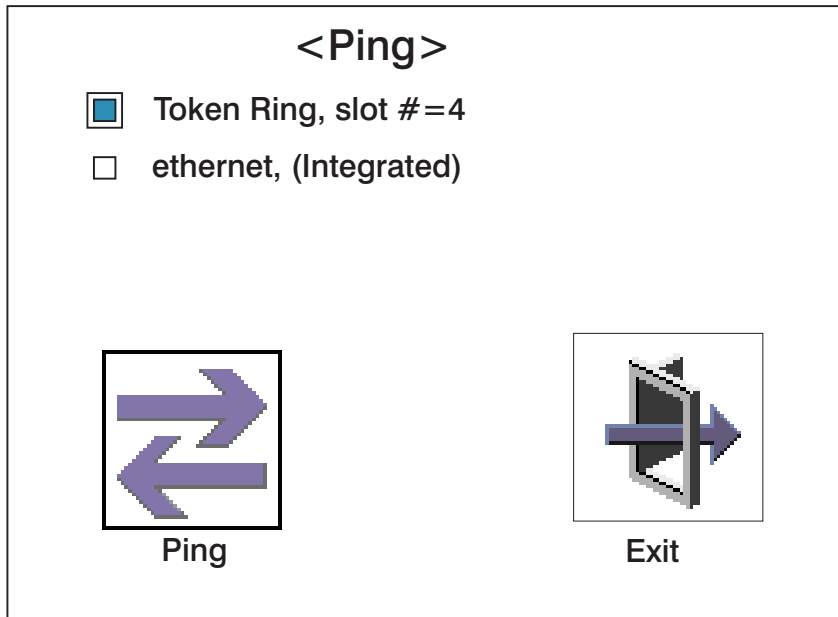 <Ping>
Token Ring, slot #=4
ethernet, (Integrated)
Ping
Exit